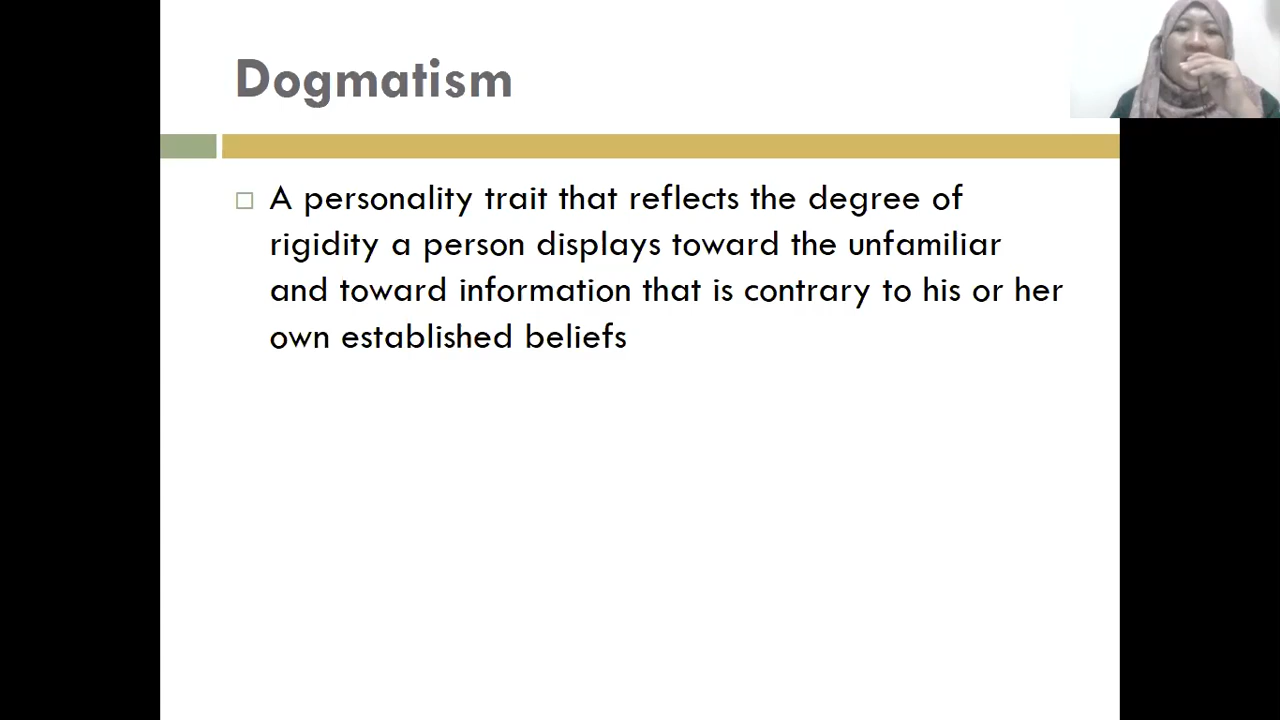 Dogmatism
A personality trait that reflects the degree of
rigidity a person displays toward the unfamiliar
and toward information that is contrary to his or her
own established beliefs